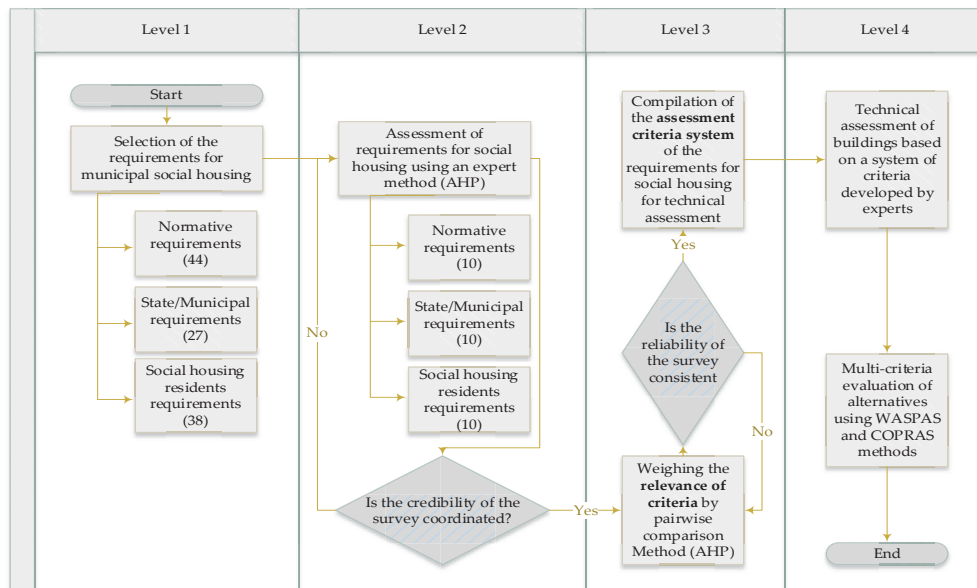 Level 1
Level 2
Level 3
Level 4
Start
Selection of the
requirements for
municipal social housing
Normative
requirements
(44)
State/Municipal
requirements
(27)
Social housing
residents
requirements
(38)
Assessment of
requirements for social
housing using an expert
method (AHP)
Normative
requirements
(10)
State/Municipal
requirements
(10)
Social housing
residents
requirements
(10)
No
Is the credibility of the
survey coordinated?
Yes
Compilation of
the assessment
criteria system
of the
requirements for
social housing
for technical
assessment
Yes
Is the
reliability of
the survey
consistent
No
Weighing the
relevance of
criteria by
pairwise
comparison
Method (AHP)
Technical
assessment of
buildings based
on a system of
criteria
developed by
experts
Multi-criteria
evaluation of
alternatives
using WASPAS
and COPRAS
methods
End